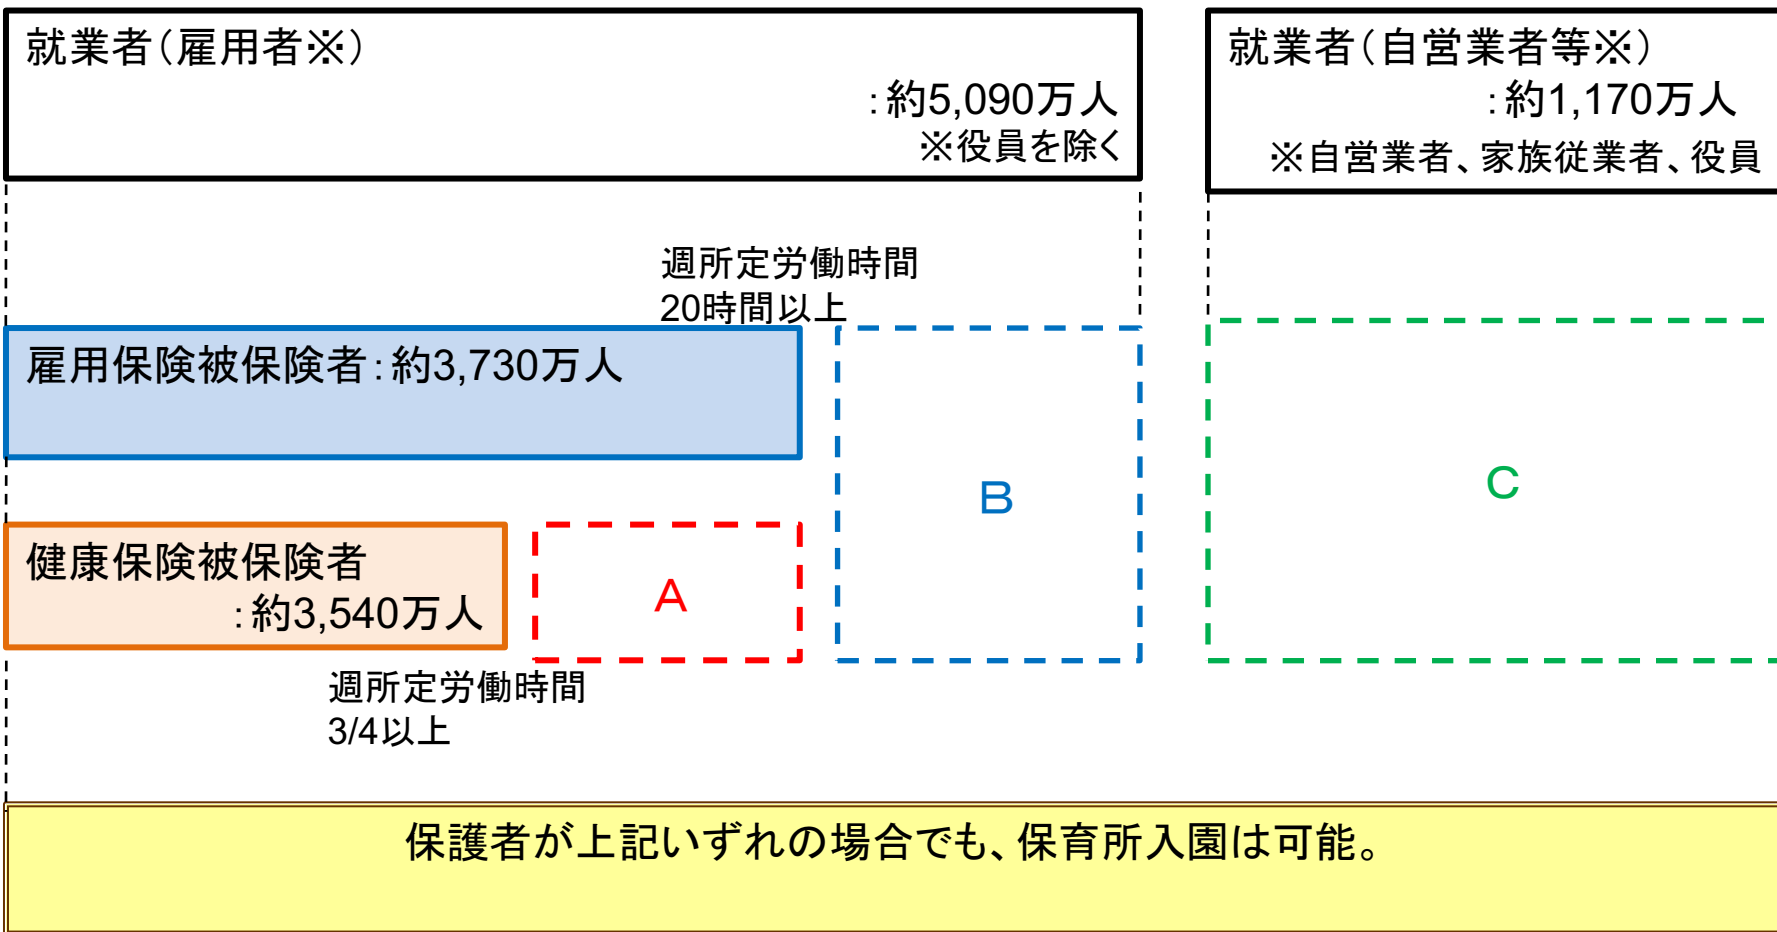 就業者（雇用者※）
：約5,090万人
※役員を除く
就業者（自営業者等※）
：約1,170万人
※自営業者、家族従業者、役員
週所定労働時間
20時間以上
雇用保険被保険者：約3,730万人
B
C
健康保険被保険者
：約3,540万人
A
週所定労働時間
3/4以上
保護者が上記いずれの場合でも、保育所入園は可能。